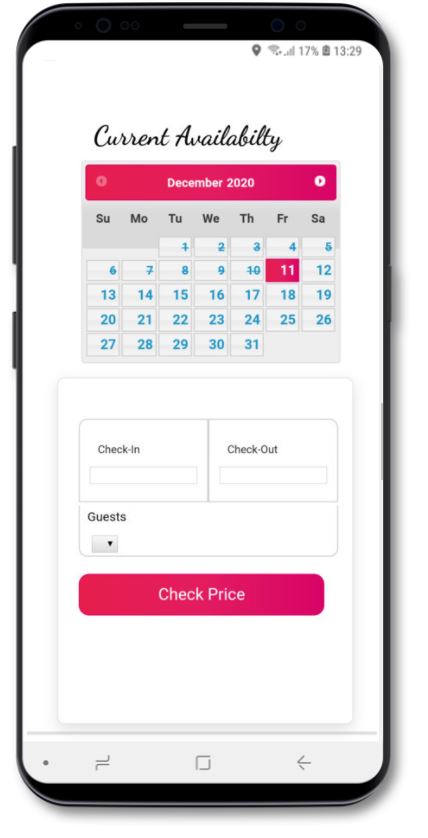 17% 13:29
Current Availabilty
December 2020
Su Mo Tu We Th Fr Sa
1 2 3 4 5
6 7 8 9 10 11 12
13 14 15 16 17 18 19
20 21 22 23 24 25 26
27 28 29 30 31
Check-In Check-Out
Guests
Check Price